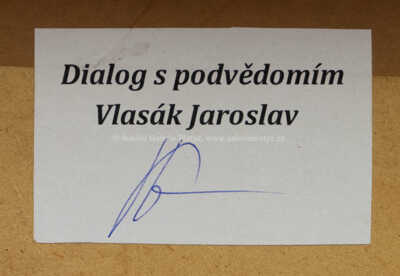 Dialog s podvědomím
Vlasák Jaroslav